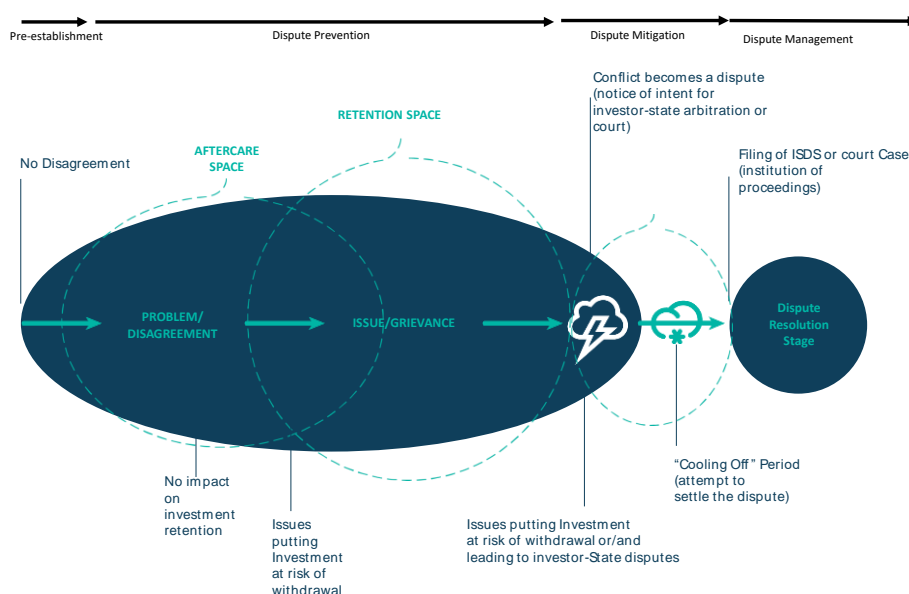 Pre-establishment
Dispute Prevention
Dispute Mitigation
Dispute Management
Conflict becomes a dispute
(notice of intent for
investor-state arbitration or
court)
RETENTION SPACE
AFTERCARE
SPACE
No Disagreement
Filing of ISDS or court Case
(institution of
proceedings)
PROBLEM/
DISAGREEMENT
ISSUE/GRIEVANCE
Dispute
Resolution
Stage
"Cooling Off" Period
(attempt to
settle the dispute)
No impact
on
investment
retention
Issues
putting
Investment
at risk of
withdrawal
Issues putting Investment
at risk of withdrawal or/and
leading to investor-State disputes